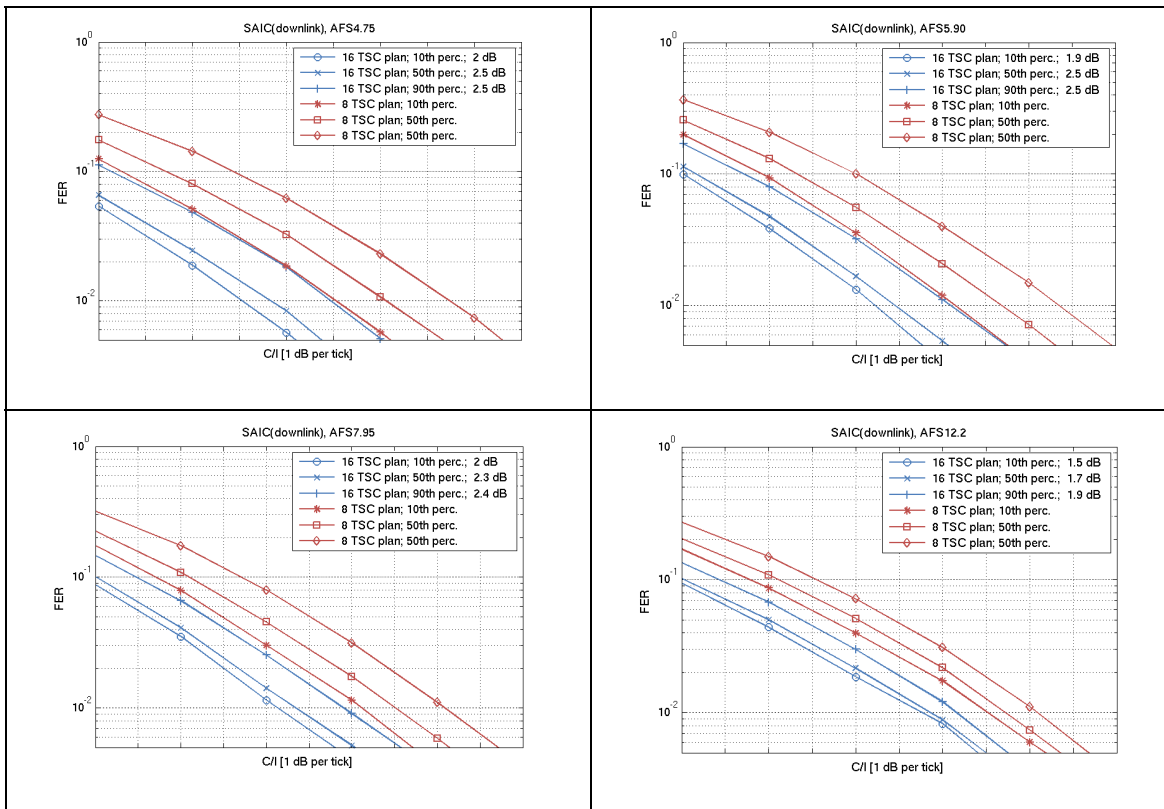 SAIC(downlink), AFS4.75
10^0
16 TSC plan; 10th perc.; 2 dB
16 TSC plan; 50th perc.; 2.5 dB
16 TSC plan; 90th perc.; 2.5 dB
8 TSC plan; 10th perc.
8 TSC plan; 50th perc.
8 TSC plan; 50th perc.
10^-1
FER
10^-2
C/I [1 dB per tick]
SAIC(downlink), AFS5.90
10^0
16 TSC plan; 10th perc.; 1.9 dB
16 TSC plan; 50th perc.; 2.5 dB
16 TSC plan; 90th perc.; 2.5 dB
8 TSC plan; 10th perc.
8 TSC plan; 50th perc.
8 TSC plan; 50th perc.
10^-1
FER
10^-2
C/I [1 dB per tick]
SAIC(downlink), AFS7.95
10^0
16 TSC plan; 10th perc.; 2 dB
16 TSC plan; 50th perc.; 2.3 dB
16 TSC plan; 90th perc.; 2.4 dB
8 TSC plan; 10th perc.
8 TSC plan; 50th perc.
8 TSC plan; 50th perc.
10^-1
FER
10^-2
C/I [1 dB per tick]
SAIC(downlink), AFS12.2
10^0
16 TSC plan; 10th perc.; 1.5 dB
16 TSC plan; 50th perc.; 1.7 dB
16 TSC plan; 90th perc.; 1.9 dB
8 TSC plan; 10th perc.
8 TSC plan; 50th perc.
8 TSC plan; 50th perc.
10^-1
FER
10^-2
C/I [1 dB per tick]